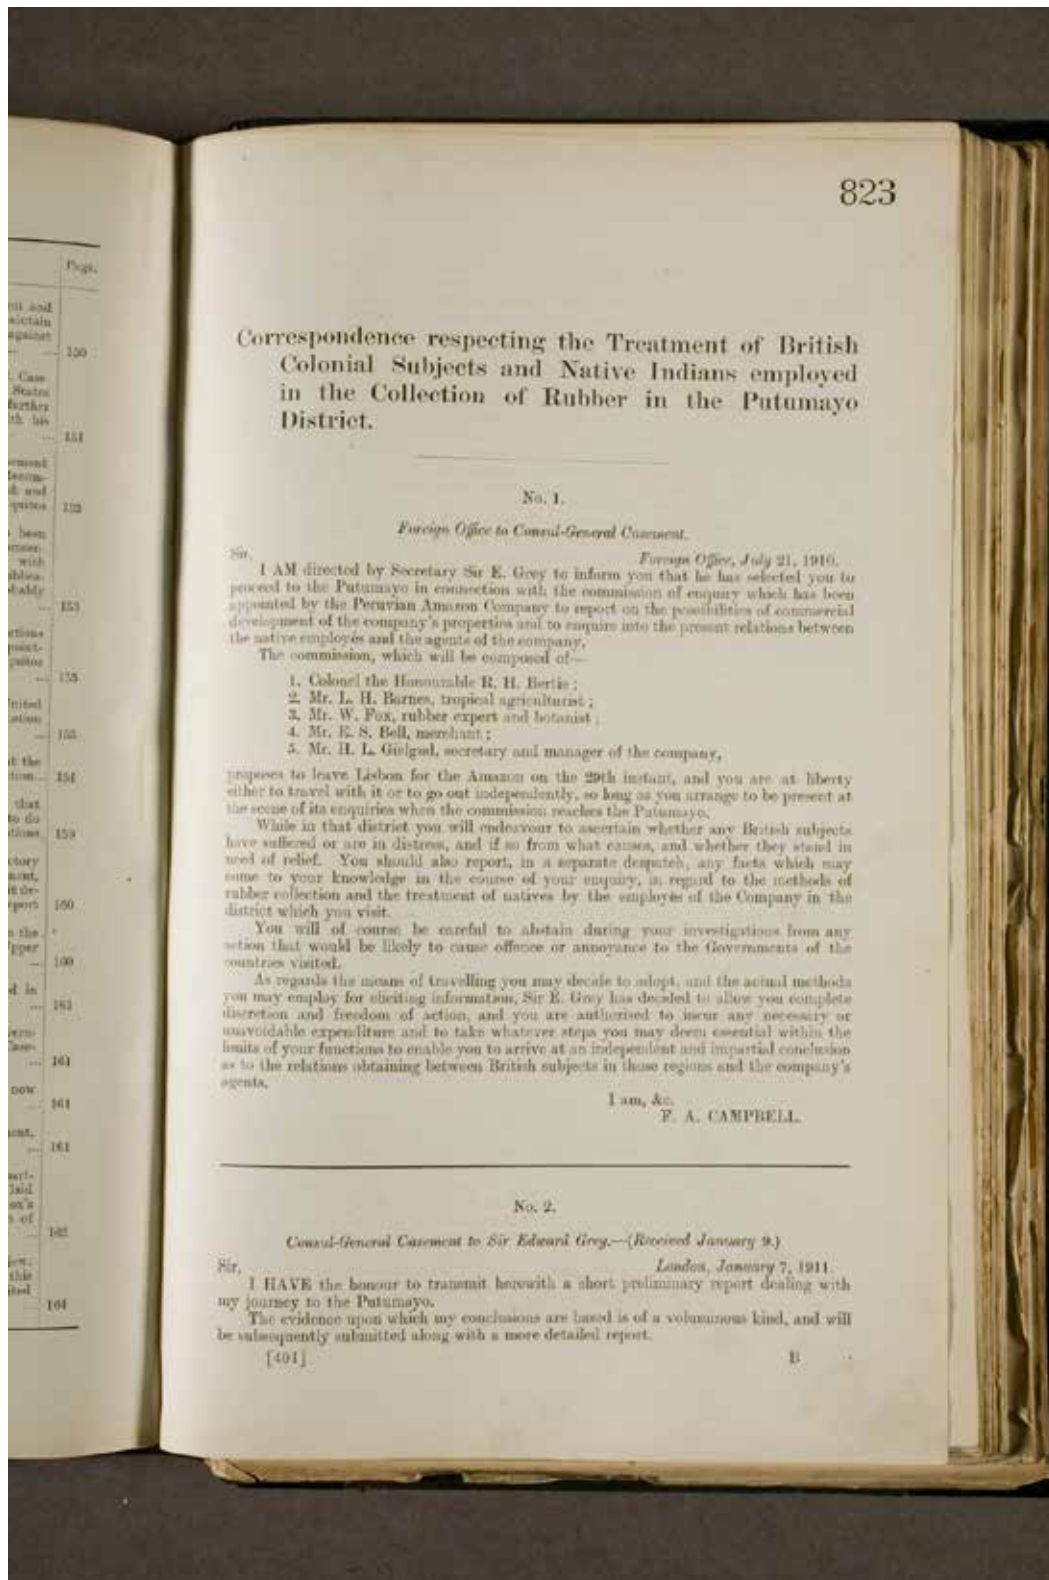 Page.
150
151
152
153
153
153
154
159
160
160
161
161
161
161
162
164
823
Correspondence respecting the Treatment of British
Colonial Subjects and Native Indians employed
in the Collection of Rubber in the Putumayo
District.
No. 1.
Foreign Office to Consul-General Casement.
Sir,
Foreign Office, July 21, 1910.
I AM directed by Secretary Sir E. Grey to inform you that he has selected you to
proceed to the Putumayo in connection with the commission of enquiry which has been
appointed by the Peruvian Amazon Company to report on the possibilities of commercial
development of the company's properties and to enquire into the present relations between
the native employés and the agents of the company.
The commission, which will be composed of—
1. Colonel the Honourable R. H. Bertie;
2. Mr. L. H. Barnes, tropical agriculturist;
3. Mr. W. Fox, rubber expert and botanist;
4. Mr. E. S. Bell, merchant;
5. Mr. H. L. Gielgud, secretary and manager of the company,
proposes to leave Lisbon for the Amazon on the 29th instant, and you are at liberty
either to travel with it or to go out independently, so long as you arrange to be present at
the scene of its enquiries when the commission reaches the Putumayo.
While in that district you will endeavour to ascertain whether any British subjects
have suffered or are in distress, and if so from what causes, and whether they stand in
need of relief. You should also report, in a separate despatch, any facts which may
come to your knowledge in the course of your enquiry, in regard to the methods of
rubber collection and the treatment of natives by the employés of the Company in the
district which you visit.
You will of course be careful to abstain during your investigations from any
action that would be likely to cause offence or annoyance to the Governments of the
countries visited.
As regards the means of travelling you may decide to adopt, and the actual methods
you may employ for eliciting information, Sir E. Grey has decided to allow you complete
discretion and freedom of action, and you are authorised to incur any necessary or
unavoidable expenditure and to take whatever steps you may deem essential within the
limits of your functions to enable you to arrive at an independent and impartial conclusion
as to the relations obtaining between British subjects in those regions and the company's
agents.
I am, &c.
F. A. CAMPBELL.
No. 2.
Consul-General Casement to Sir Edward Grey.—(Received January 9.)
Sir,
London, January 7, 1911.
I HAVE the honour to transmit herewith a short preliminary report dealing with
my journey to the Putumayo.
The evidence upon which my conclusions are based is of a voluminous kind, and will
be subsequently submitted along with a more detailed report.
[401]
B